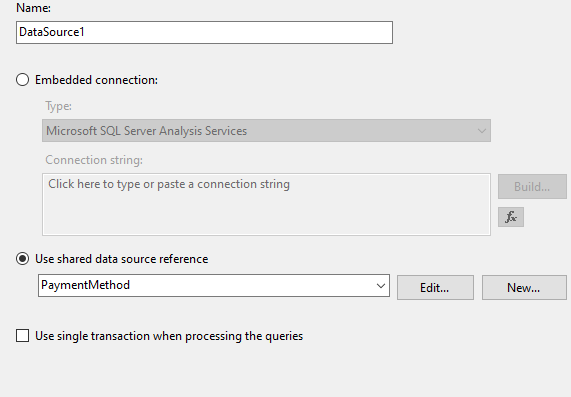 Name:
DataSource1
Embedded connection:
Type:
Microsoft SQL Server Analysis Services
Connection string:
Click here to type or paste a connection string
Build...
fx
Use shared data source reference
PaymentMethod
Edit...
New...
Use single transaction when processing the queries